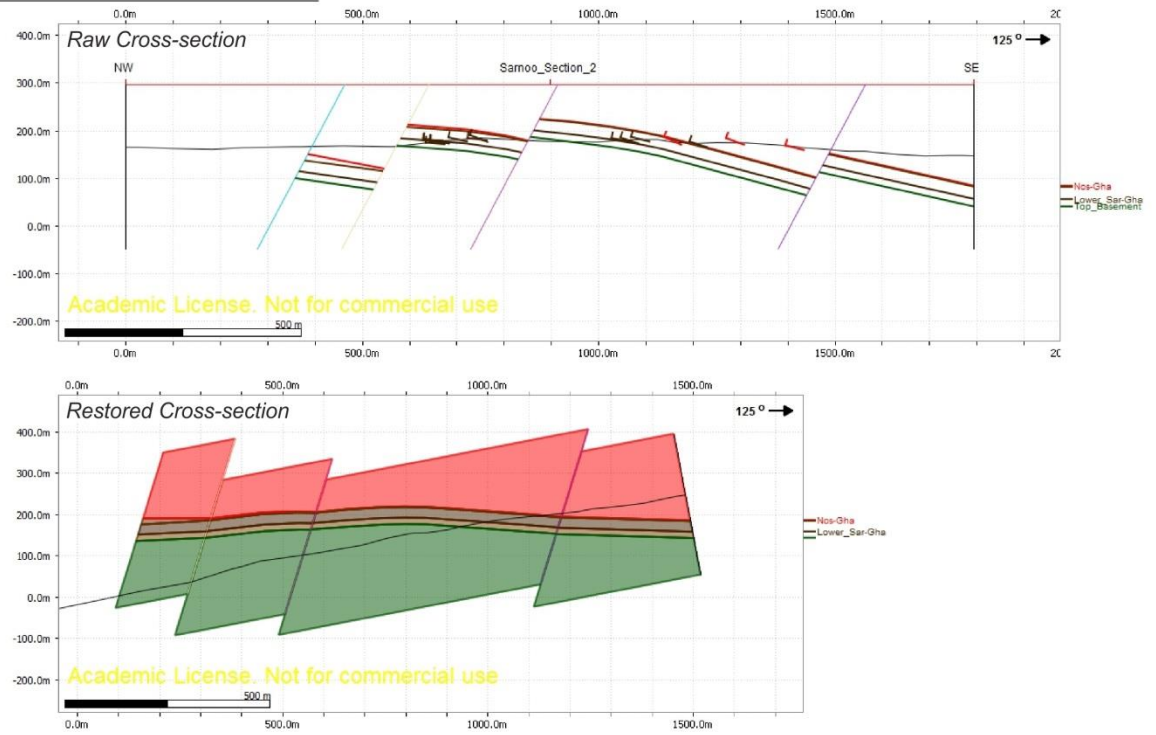 0.0m 500.0m 1000.0m 1500.0m 20
400.0m
Raw Cross-section
125 o
NW
Sarnoo_Section_2
SE
300.0m
200.0m
100.0m
Nos-Gha
Lower_Sar-Gha
Top_Basement
0.0m
-100.0m
Academic License. Not for commercial use
-200.0m
500 m
0.0m 500.0m 1000.0m 1500.0m 20
0.0m 500.0m 1000.0m 1500.0m
Restored Cross-section
125 o
400.0m
300.0m
200.0m
Nos-Gha
Lower_Sar-Gha
100.0m
0.0m
-100.0m
Academic License. Not for commercial use
-200.0m
500 m
0.0m 500.0m 1000.0m 1500.0m